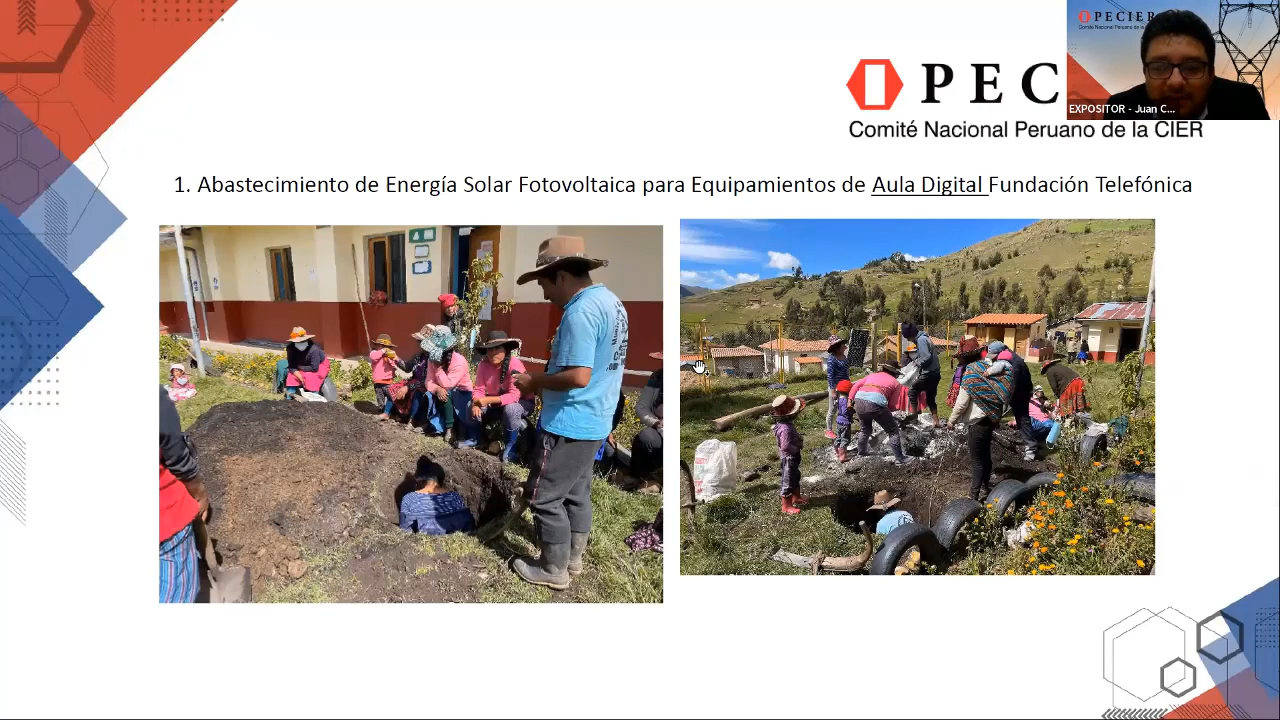 PECIER
PEC
EXPOSITOR - Juan C...
Comité Nacional Peruano de la CIER
1. Abastecimiento de Energía Solar Fotovoltaica para Equipamientos de Aula Digital Fundación Telefónica